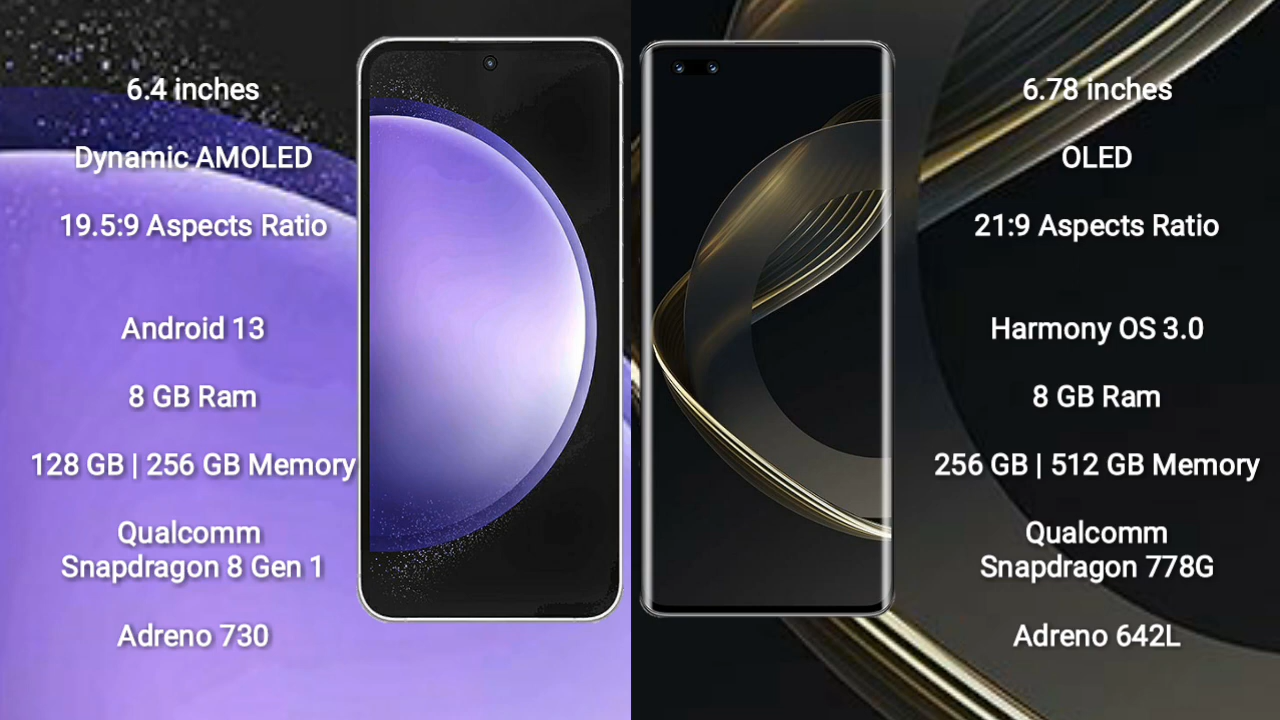 6.4 inches
Dynamic AMOLED
19.5:9 Aspects Ratio
Android 13
8 GB Ram
128 GB | 256 GB Memory
Qualcomm
Snapdragon 8 Gen 1
Adreno 730
6.78 inches
OLED
21:9 Aspects Ratio
Harmony OS 3.0
8 GB Ram
256 GB | 512 GB Memory
Qualcomm
Snapdragon 778G
Adreno 642L